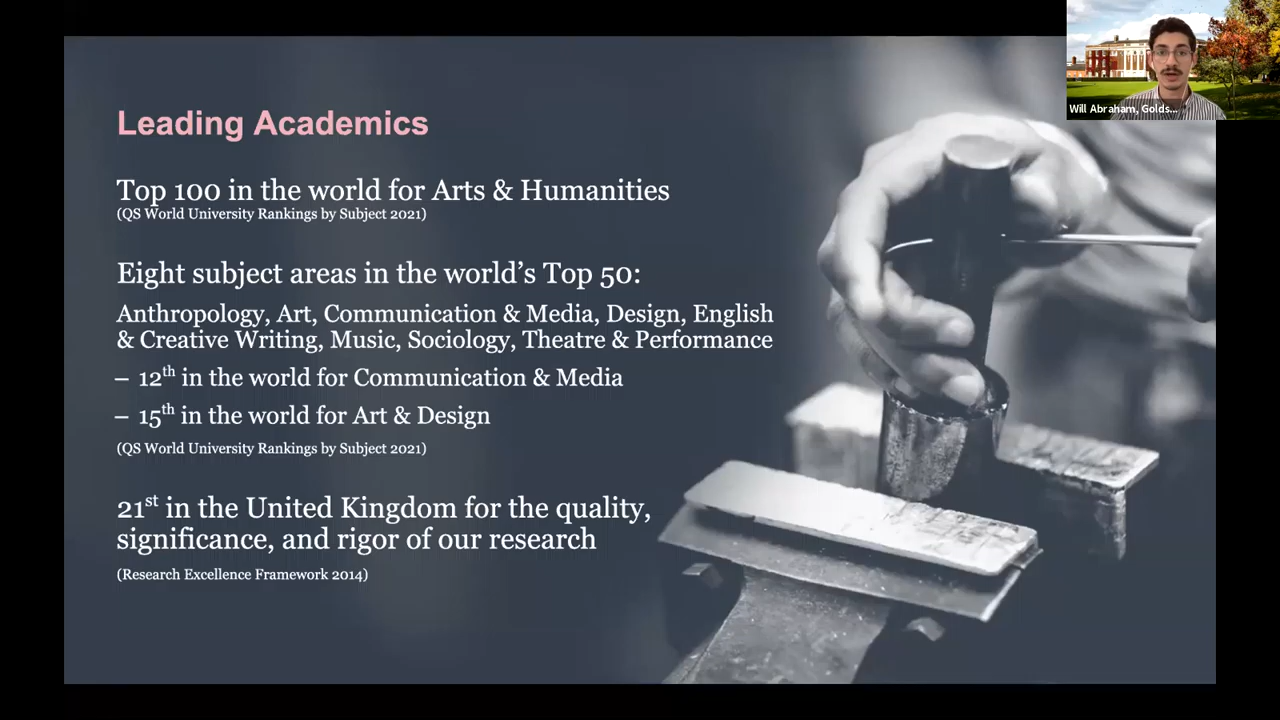 Leading Academics
Top 100 in the world for Arts & Humanities
(QS World University Rankings by Subject 2021)
Eight subject areas in the world's Top 50:
Anthropology, Art, Communication & Media, Design, English
& Creative Writing, Music, Sociology, Theatre & Performance
– 12th in the world for Communication & Media
– 15th in the world for Art & Design
(QS World University Rankings by Subject 2021)
21st in the United Kingdom for the quality,
significance, and rigor of our research
(Research Excellence Framework 2014)
Will Abraham, Golds...